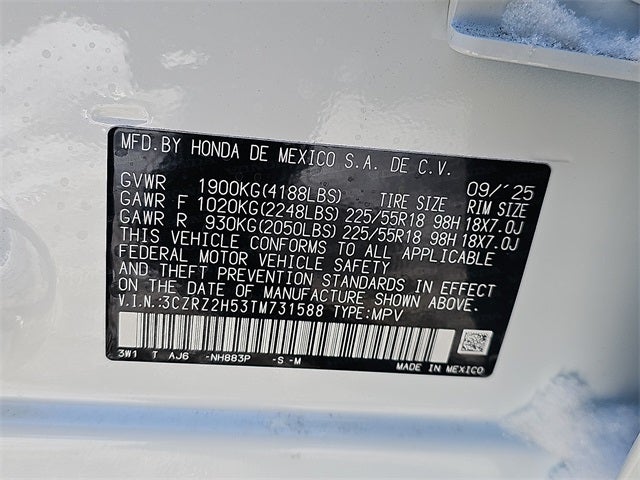 MFD.BY HONDA DE MEXICO S.A. DE C.V.
09/'25
GVWR 1900KG(4188LBS) TIRE SIZE RIM SIZE
GAWR F 1020KG(2248LBS) 225/55R18 98H 18X7.0J
GAWR R 930KG(2050LBS) 225/55R18 98H 18X7.0J
THIS VEHICLE CONFORMS TO ALL APPLICABLE
FEDERAL MOTOR VEHICLE SAFETY
AND THEFT PREVENTION STANDARDS IN EFFECT
ON THE DATE OF MANUFACTURE SHOWN ABOVE.
V.I.N.:3CZRZ2H53TM731588 TYPE:MPV
3W1 T AJ6 -NH883P -S -M
MADE IN MEXICO